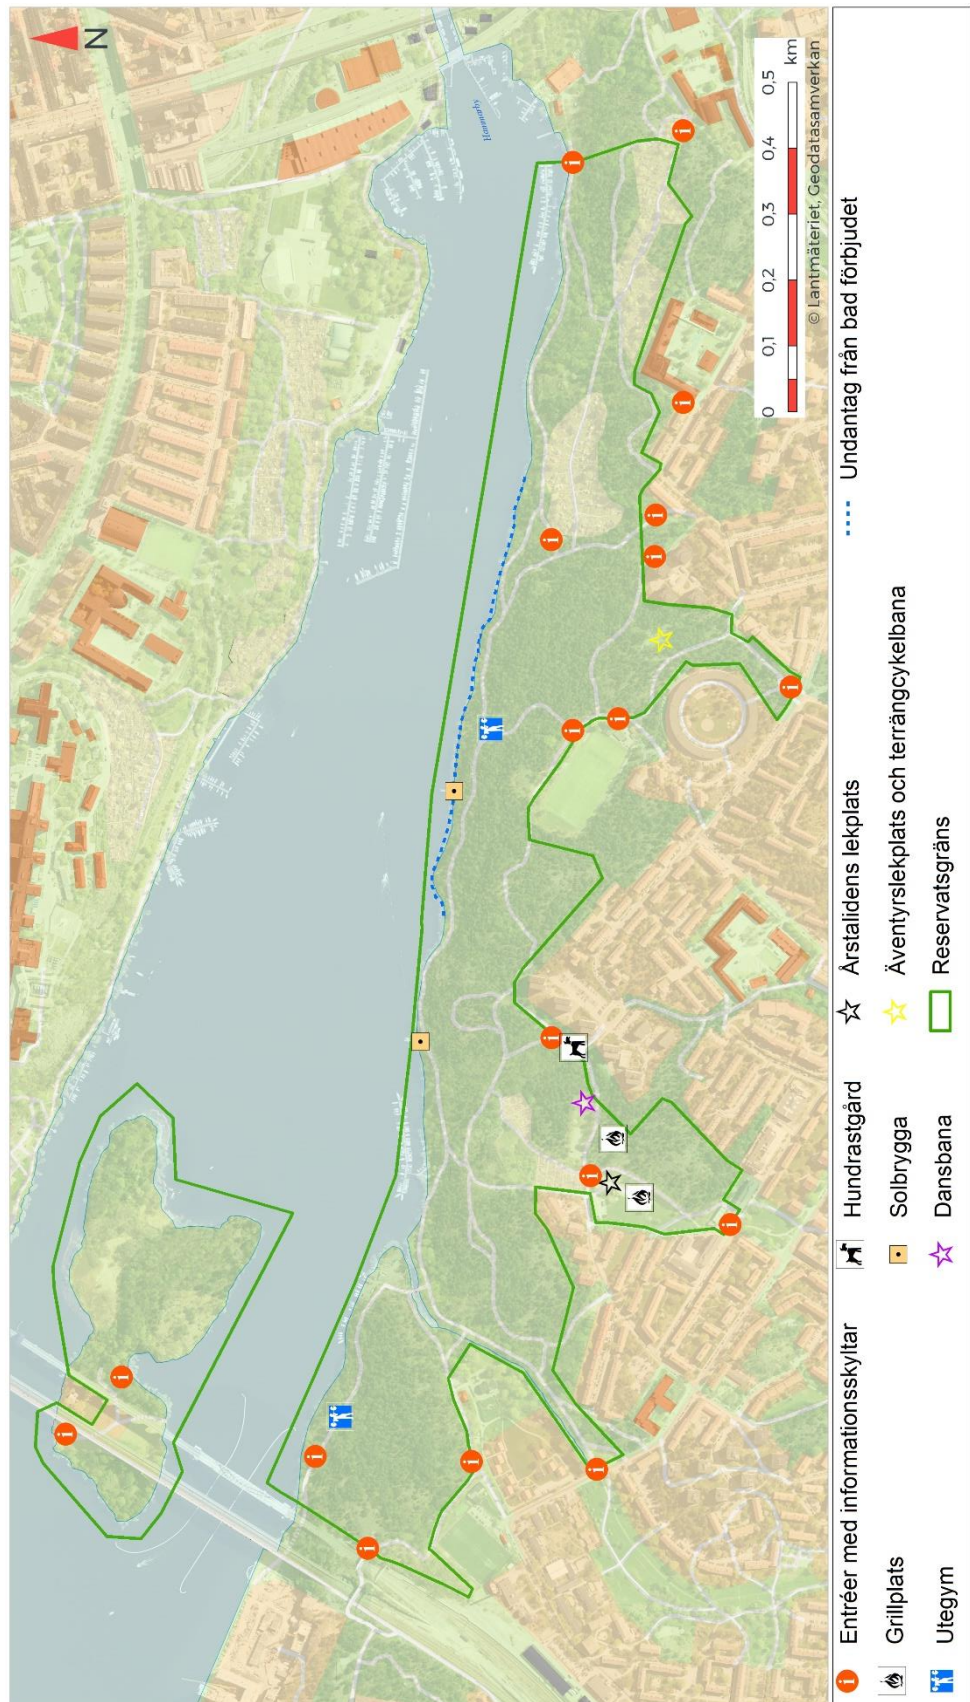 N
Hammarby
0 0,1 0,2 0,3 0,4 0,5 km
© Lantmäteriet, Geodatasamverkan
Entréer med informationsskyltar
Grillplats
Utegym
Hundrastgård
Solbrygga
Dansbana
Årstalidens lekplats
Äventyrslekplats och terrängcykelbana
Reservatsgräns
Undantag från bad förbjudet